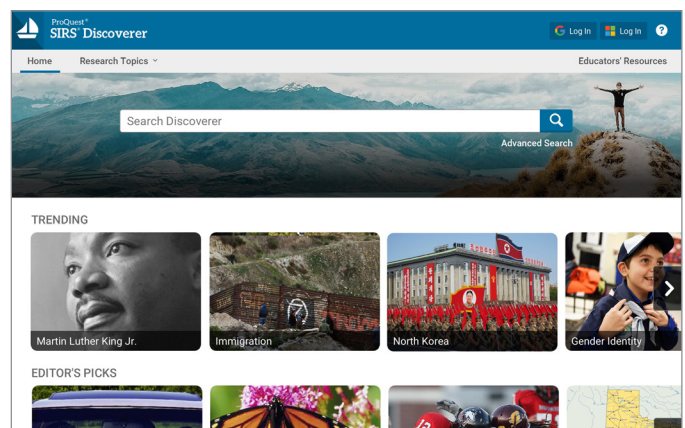 ProQuest®
SIRS® Discoverer
Log In
Log In
?
Home
Research Topics
Educators' Resources
Search Discoverer
Advanced Search
TRENDING
Martin Luther King Jr.
Immigration
North Korea
Gender Identity
EDITOR'S PICKS